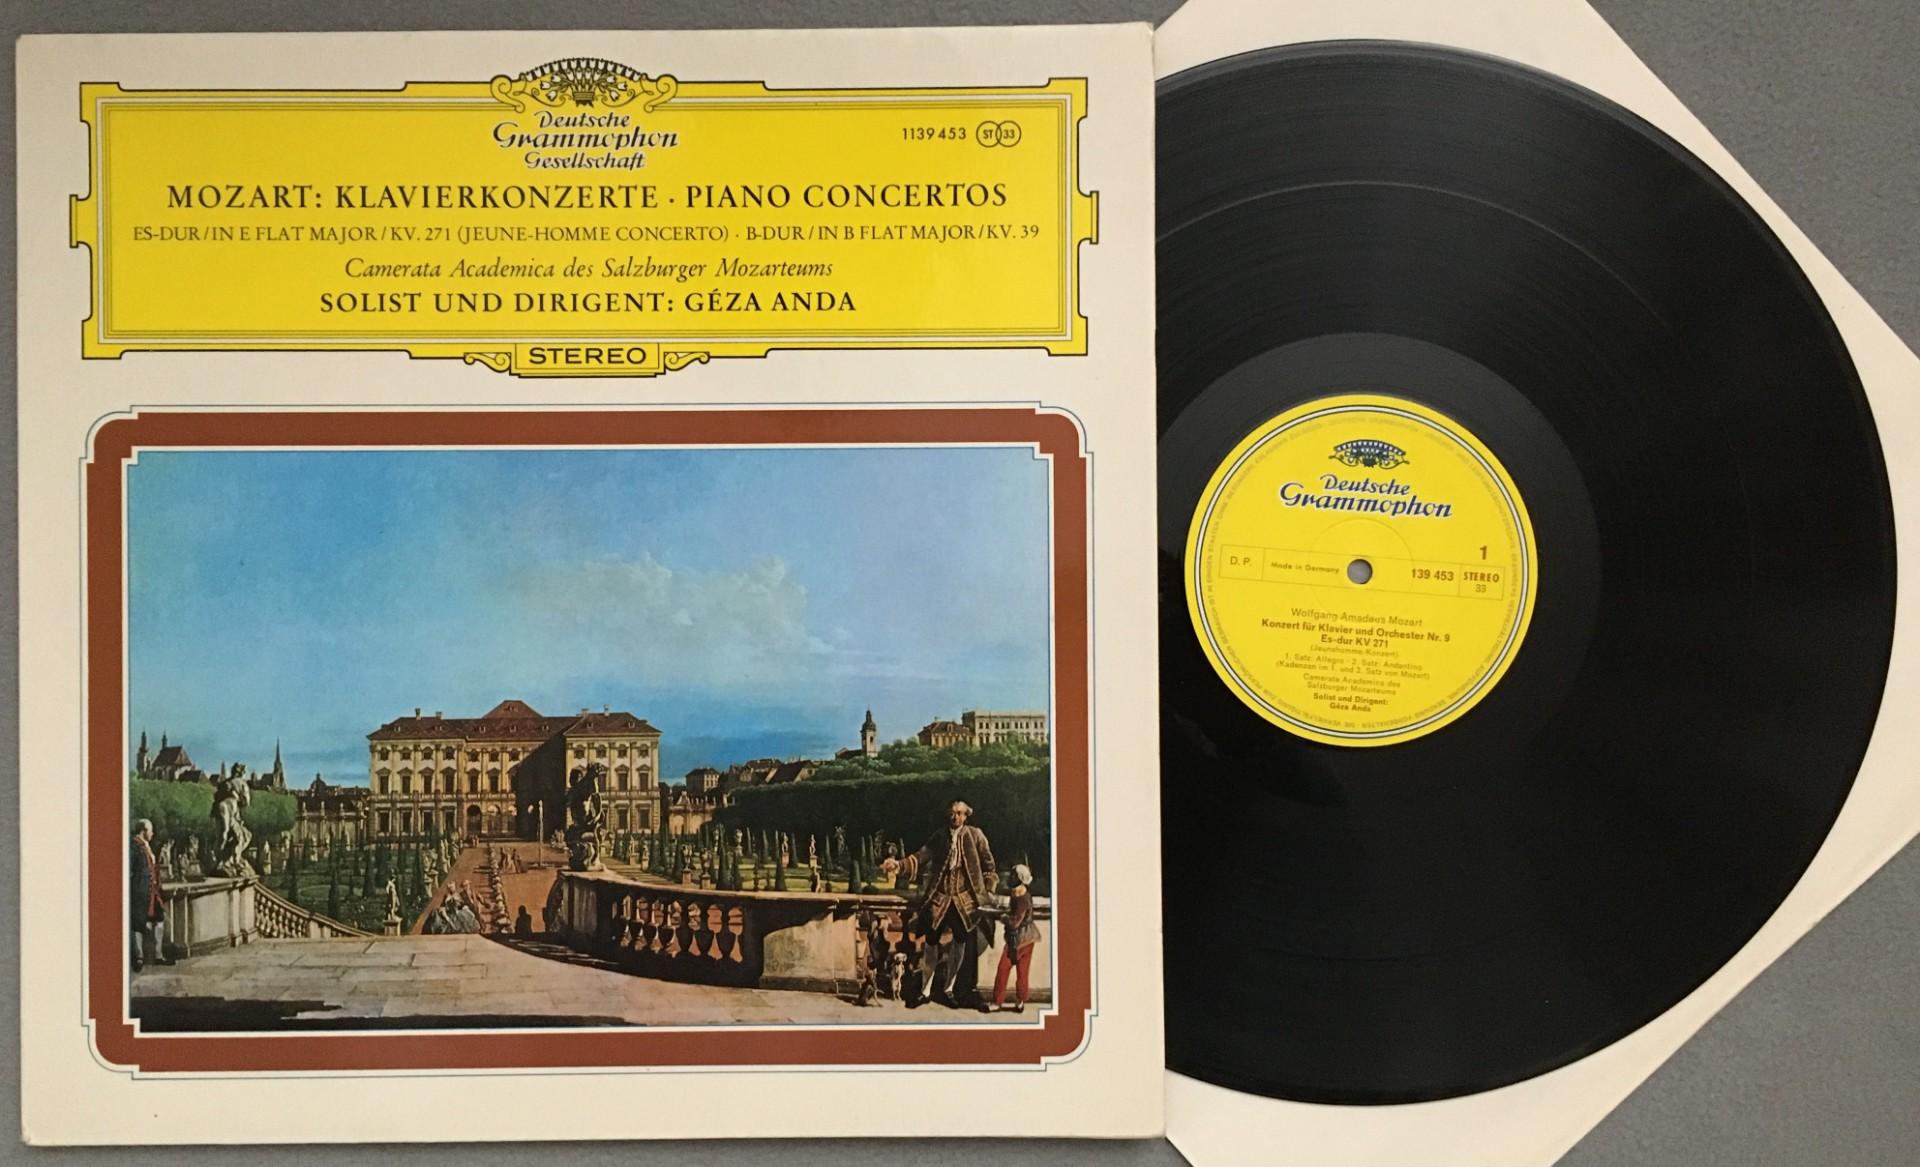 Deutsche
Grammophon
Gesellschaft
1139 453 ST 33
MOZART: KLAVIERKONZERTE · PIANO CONCERTOS
ES-DUR / IN E FLAT MAJOR / KV. 271 (JEUNE-HOMME CONCERTO) · B-DUR / IN B FLAT MAJOR / KV. 39
Camerata Academica des Salzburger Mozarteums
SOLIST UND DIRIGENT: GÉZA ANDA
STEREO
Deutsche
Grammophon
1
D. P. Made in Germany 139 453 STEREO
33
Wolfgang Amadeus Mozart
Konzert für Klavier und Orchester Nr. 9
Es-dur KV 271
(Jeunehomme-Konzert)
1. Satz: Allegro · 2. Satz: Andantino
(Kadenzen im 1. und 2. Satz von Mozart)
Camerata Academica des
Salzburger Mozarteums
Solist und Dirigent:
Géza Anda